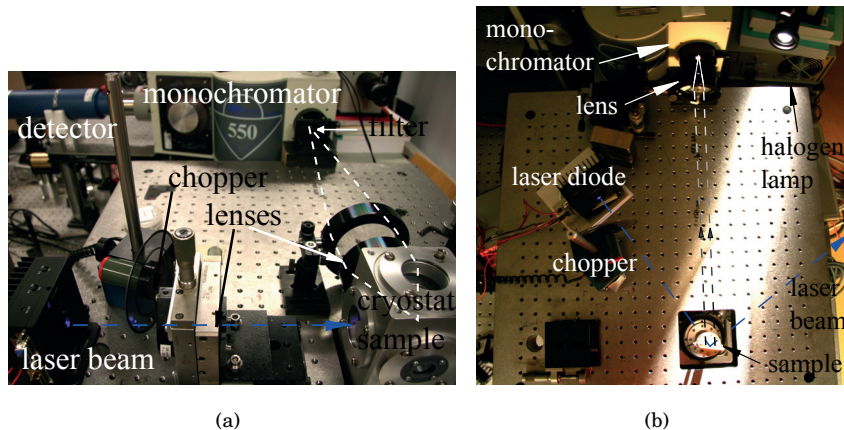 monochromator
detector
550
filter
chopper
lenses
cryostat
sample
laser beam
(a)
mono-
chromator
lens
halogen
lamp
laser diode
chopper
laser
beam
sample
(b)